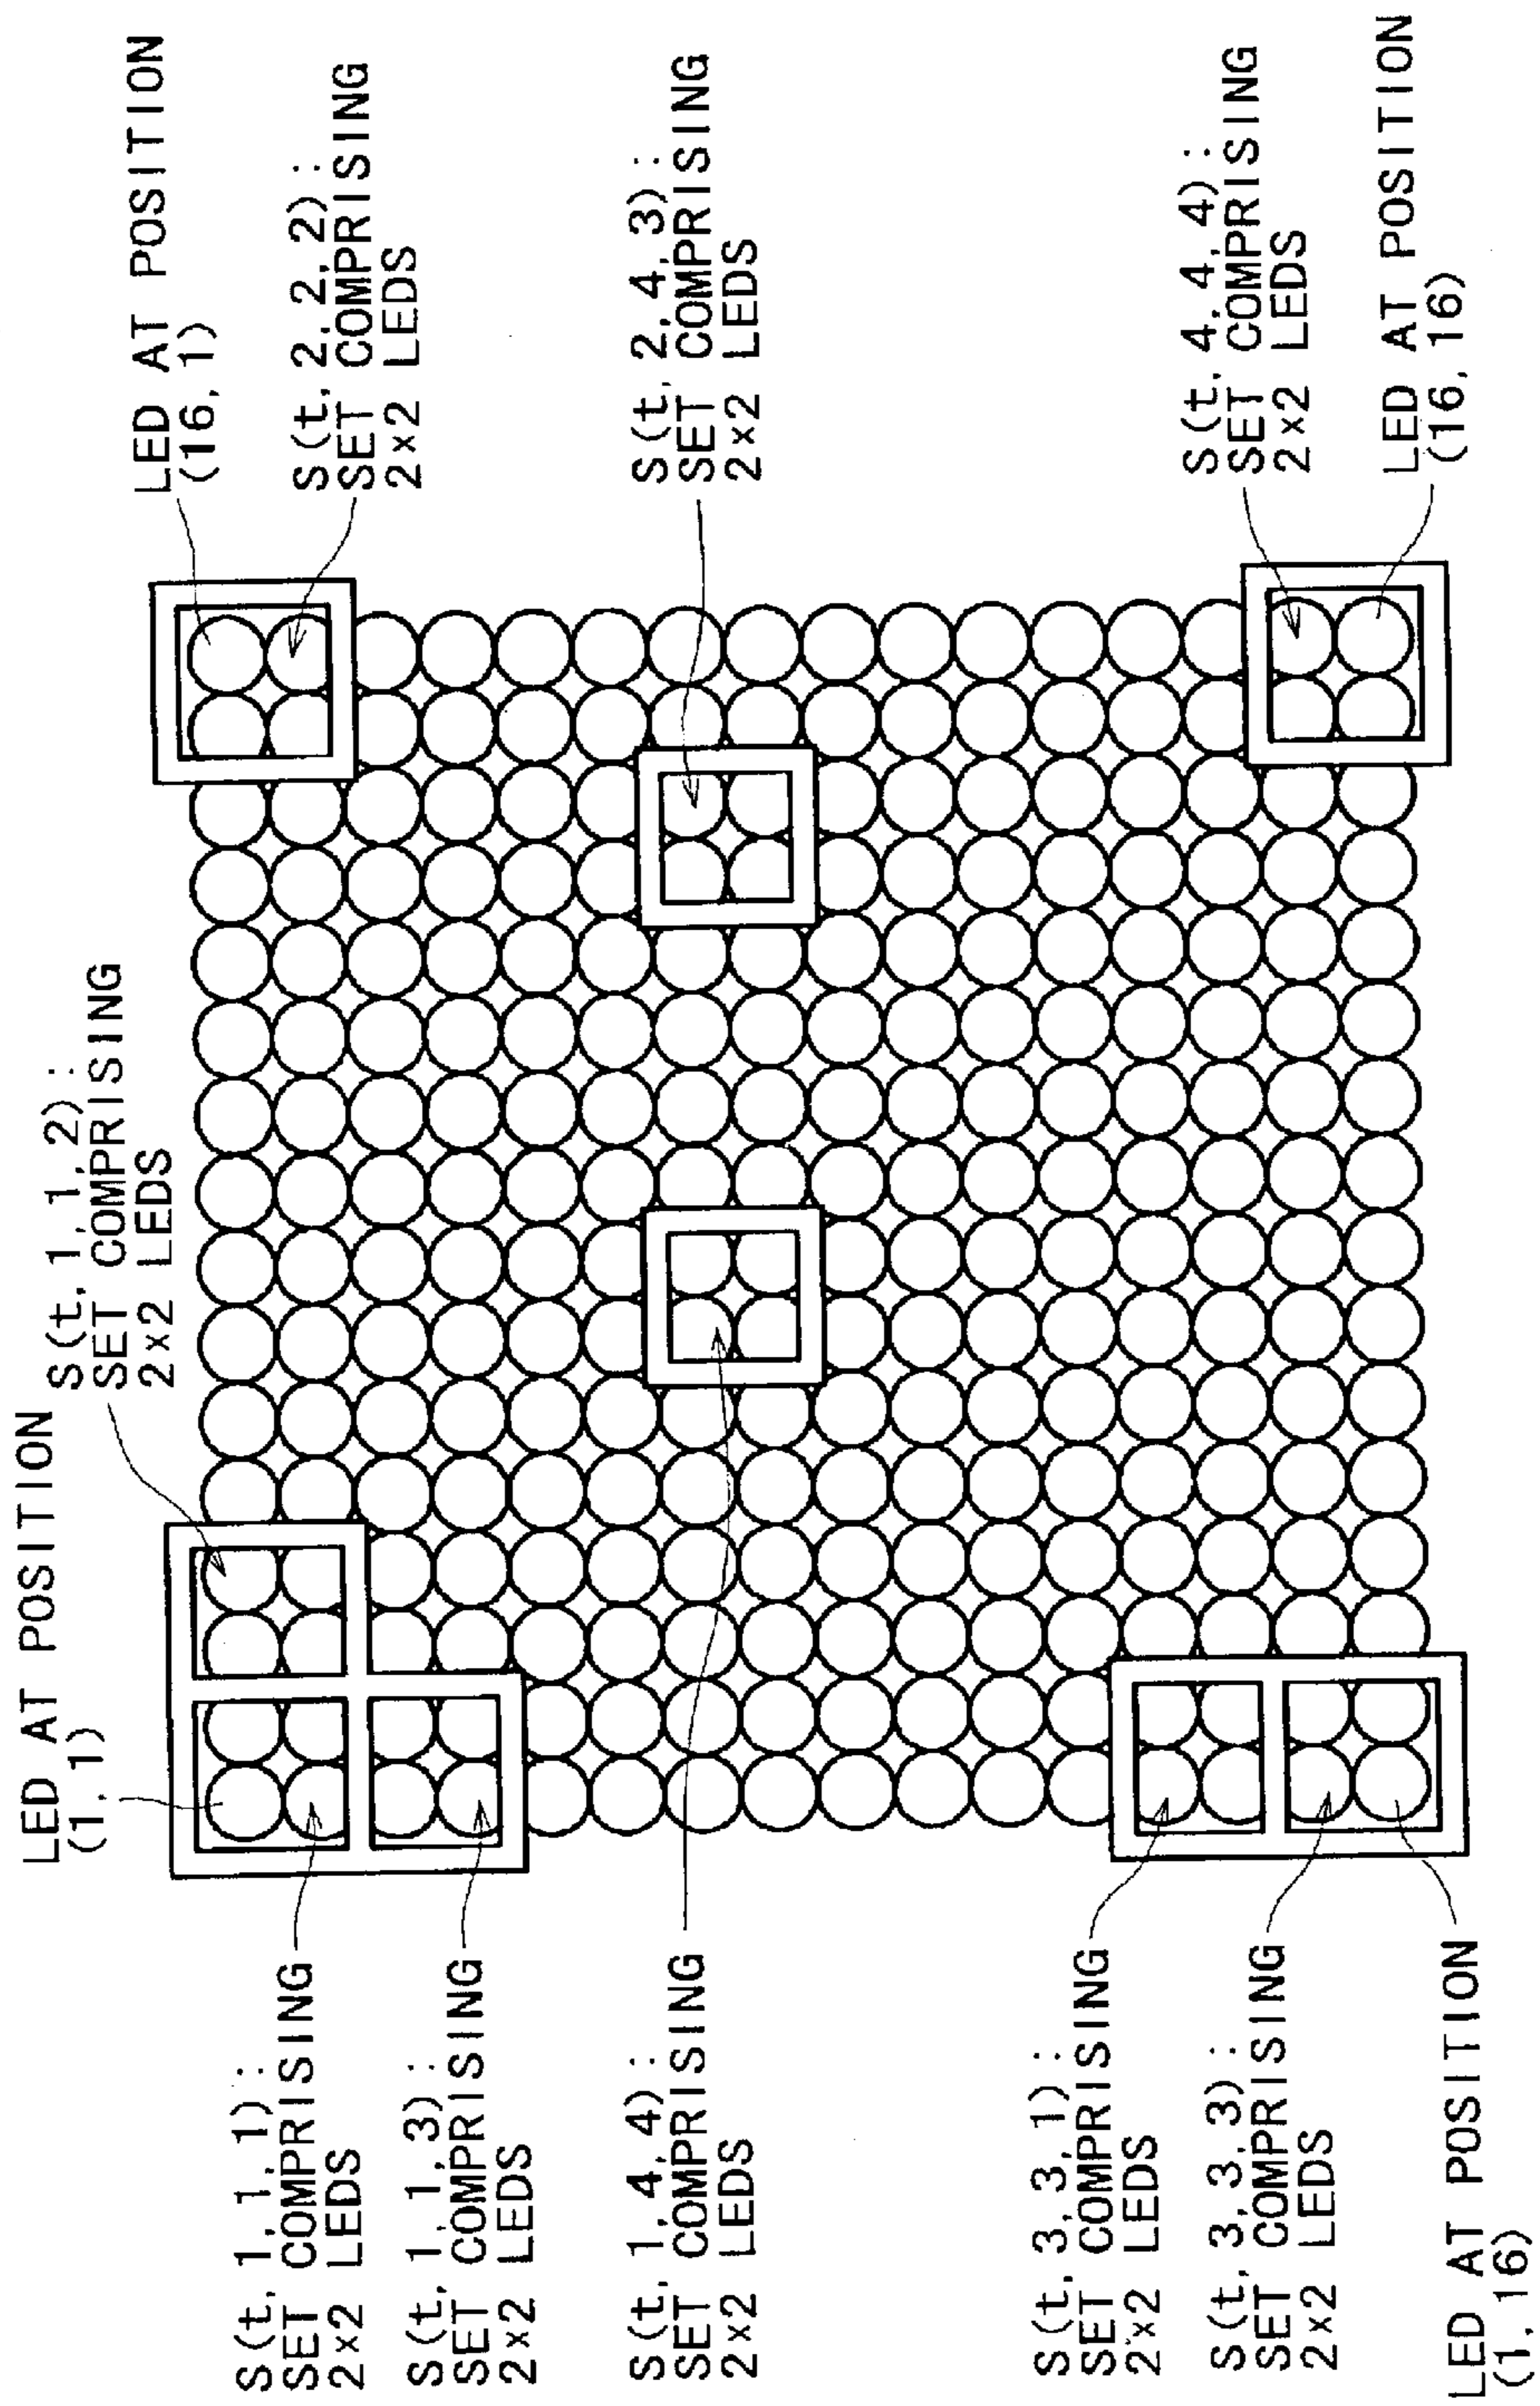 LED AT POSITION
(1, 1)
S(t, 1, 1, 2):
SET COMPRISING
2×2 LEDS
LED AT POSITION
(16, 1)
S(t, 2, 2, 2):
SET COMPRISING
2×2 LEDS
S(t, 2, 4, 3):
SET COMPRISING
2×2 LEDS
S(t, 4, 4, 4):
SET COMPRISING
2×2 LEDS
LED AT POSITION
(16, 16)
S(t, 1, 1, 1):
SET COMPRISING
2×2 LEDS
S(t, 1, 1, 3):
SET COMPRISING
2×2 LEDS
S(t, 1, 4, 4):
SET COMPRISING
2×2 LEDS
S(t, 3, 3, 1):
SET COMPRISING
2×2 LEDS
S(t, 3, 3, 3):
SET COMPRISING
2×2 LEDS
LED AT POSITION
(1, 16)